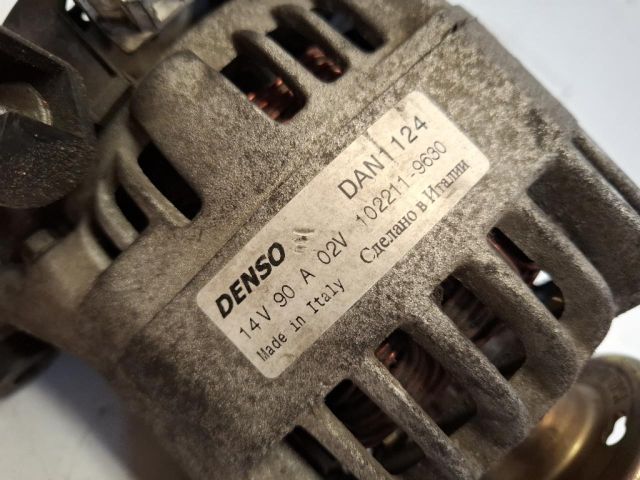 DENSO DAN1124
14V 90 A 02V 102211-9630
Made in Italy Сделано в Италии